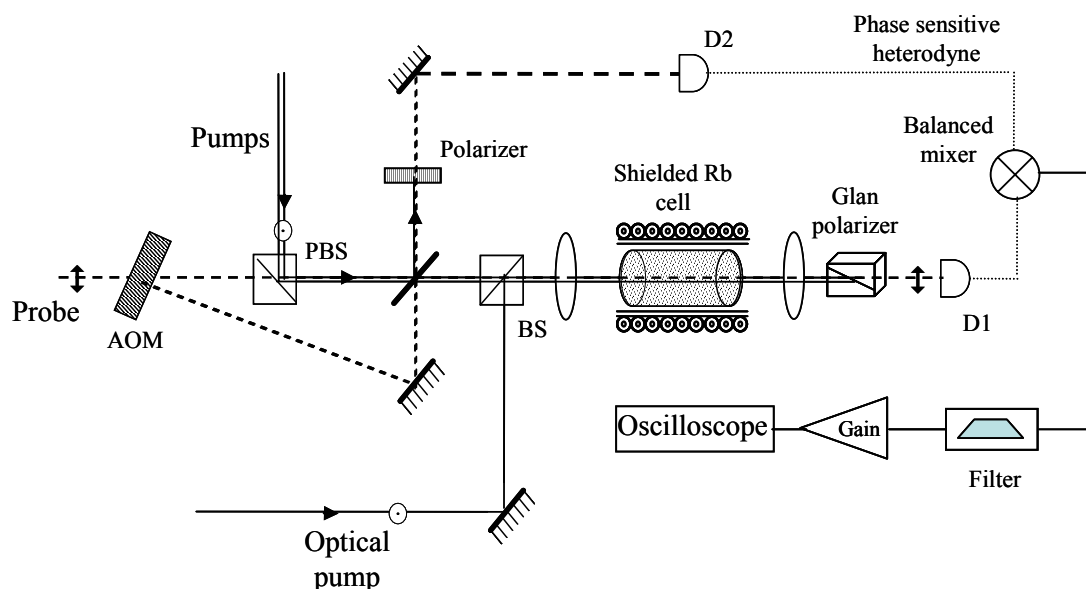 D2
Phase sensitive
heterodyne
Pumps
Polarizer
Balanced
mixer
Shielded Rb
cell
Glan
polarizer
PBS
Probe
AOM
BS
D1
Oscilloscope
Gain
Filter
Optical
pump